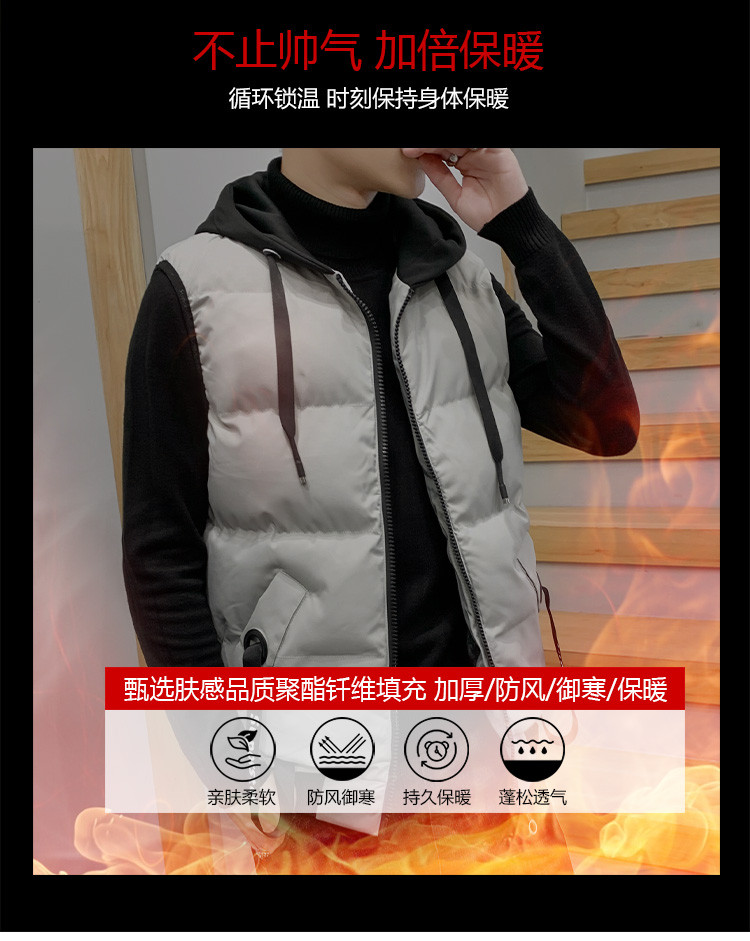 不止帅气 加倍保暖
循环锁温 时刻保持身体保暖
甄选肤感品质聚酯钎维填充 加厚/防风/御寒/保暖
亲肤柔软 防风御寒 持久保暖 蓬松透气